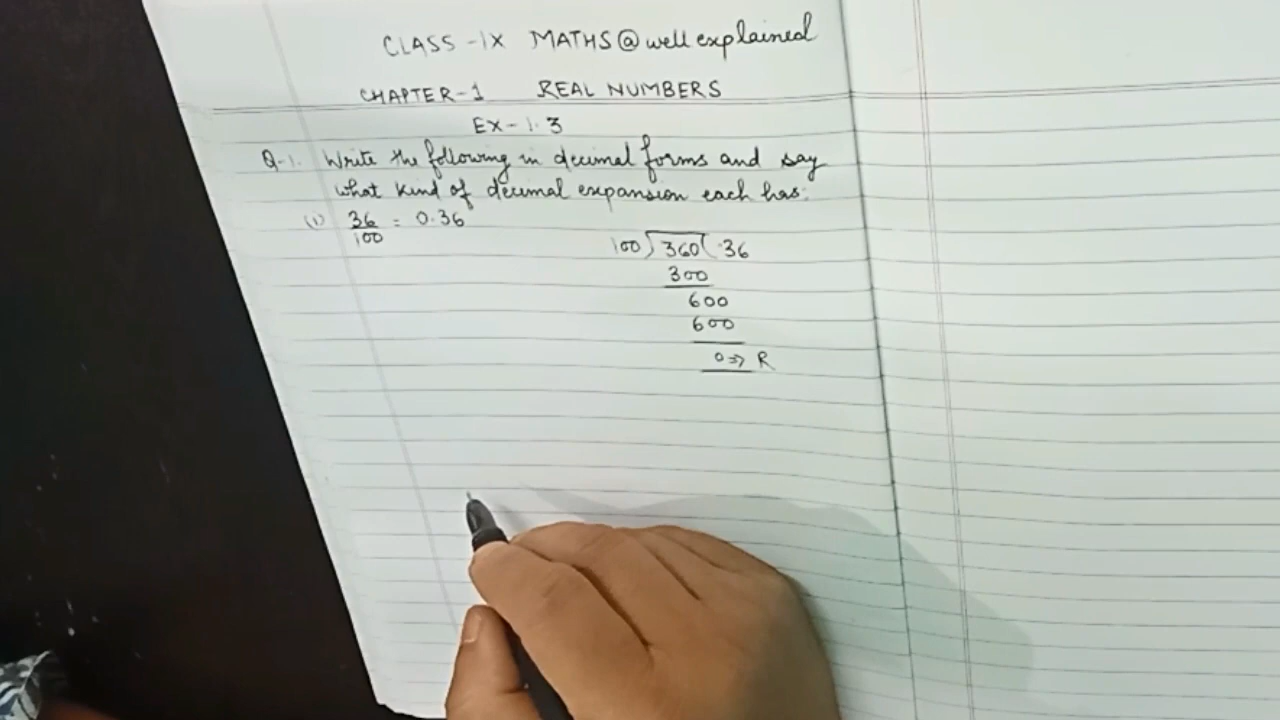 CLASS-IX MATHS@well explained
CHAPTER-1 REAL NUMBERS
EX-1.3
Q-1. Write the following in decimal forms and say
what kind of decimal expansion each has:
(i) 36/100 = 0.36
100)360(.36
300
600
600
0⇒R